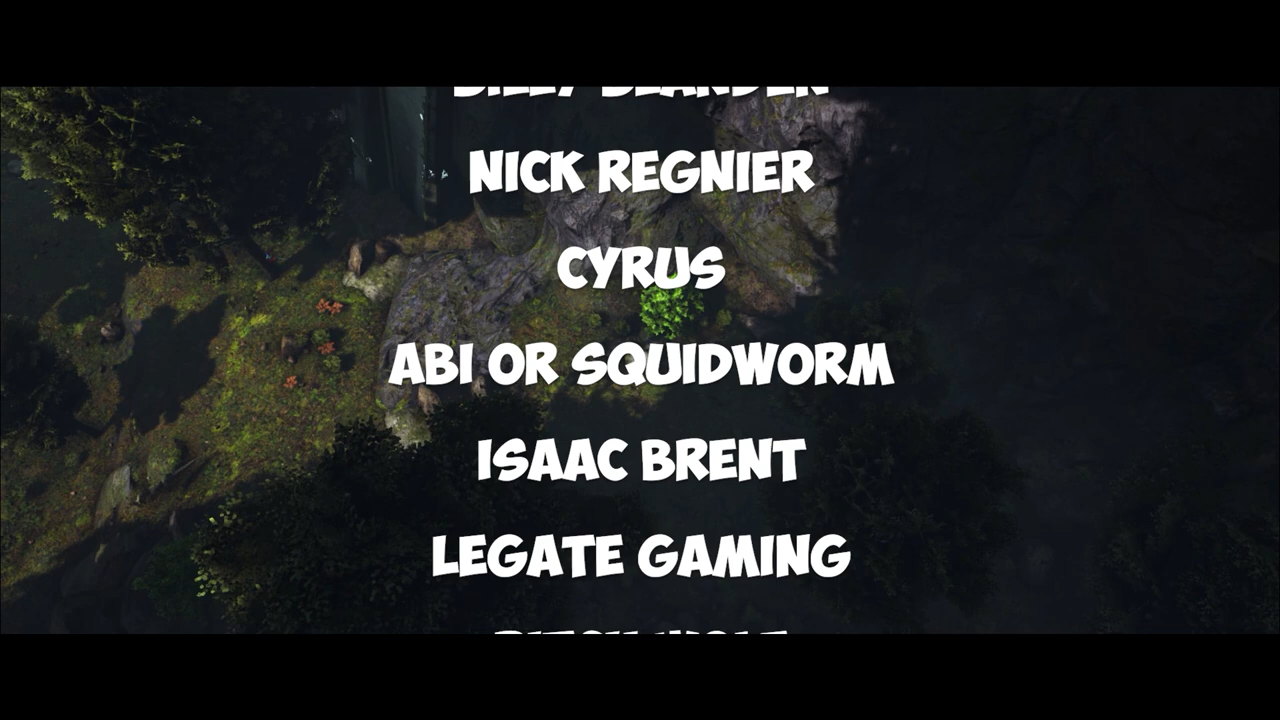 NICK REGNIER
CYRUS
ABI OR SQUIDWORM
ISAAC BRENT
LEGATE GAMING